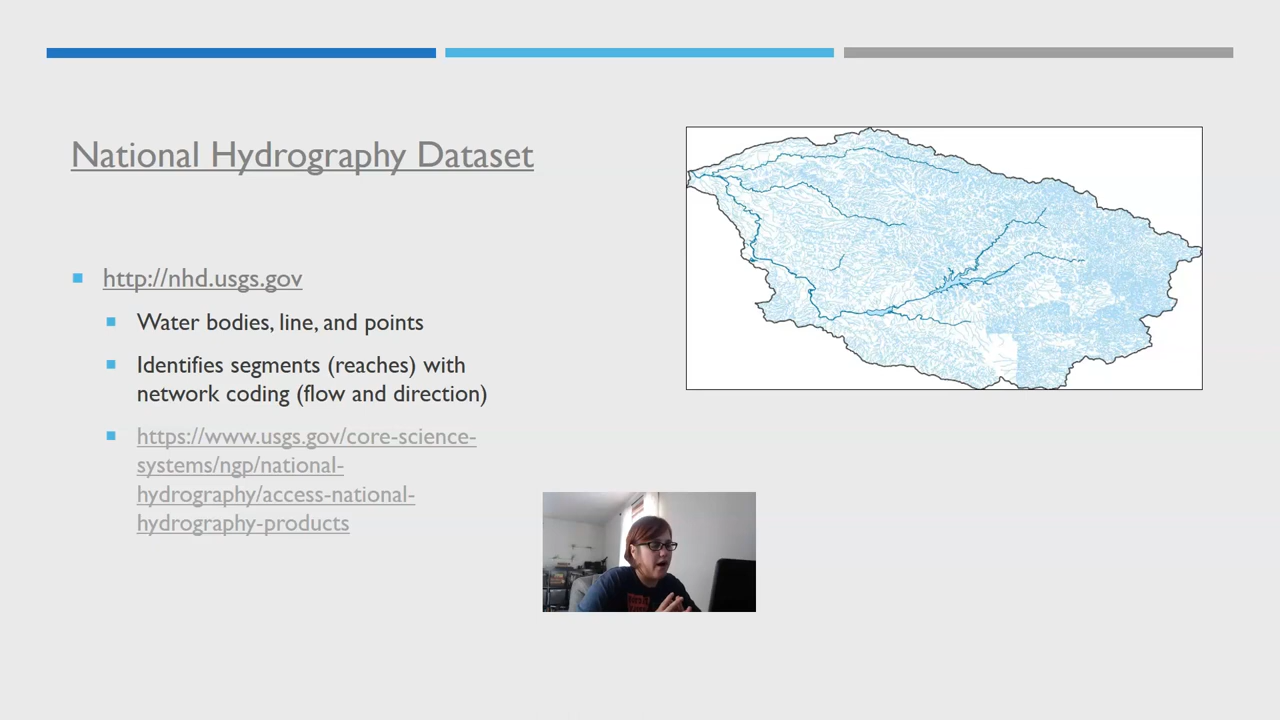 National Hydrography Dataset
http://nhd.usgs.gov
Water bodies, line, and points
Identifies segments (reaches) with
network coding (flow and direction)
https://www.usgs.gov/core-science-
systems/ngp/national-
hydrography/access-national-
hydrography-products